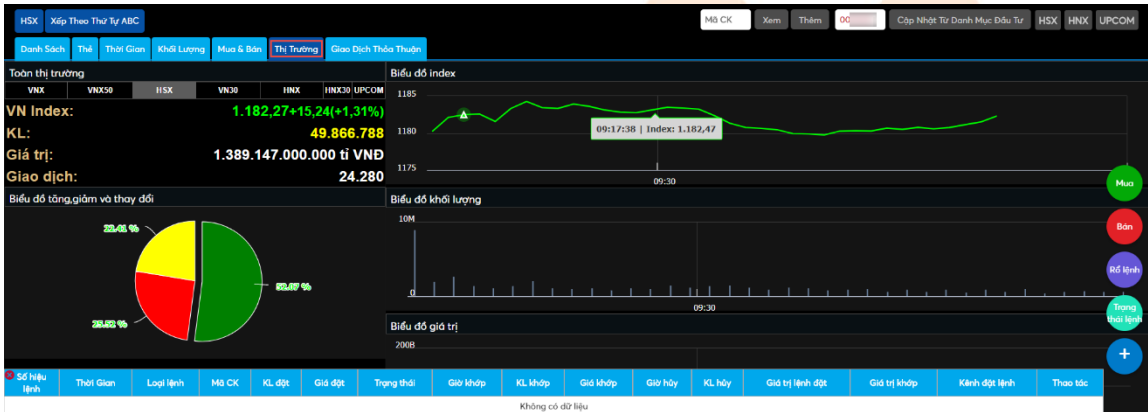 HSX Xếp Theo Thứ Tự ABC Mã CK Xem Thêm 00 Cập Nhật Từ Danh Mục Đầu Tư HSX HNX UPCOM
Danh Sách Thẻ Thời Gian Khối Lượng Mua & Bán Thị Trường Giao Dịch Thỏa Thuận
Toàn thị trường
VNX VNX50 HSX VN30 HNX HNX30 UPCOM
VN Index: 1.182,27+15,24(+1,31%)
KL: 49.866.788
Giá trị: 1.389.147.000.000 tỉ VNĐ
Giao dịch: 24.280
Biểu đồ tăng,giảm và thay đổi
22.41 %
52.07 %
25.52 %
Biểu đồ index
1185
1180
1175
09:17:38 | Index: 1.182,47
09:30
Biểu đồ khối lượng
10M
0
09:30
Biểu đồ giá trị
200B
Mua
Bán
Rổ lệnh
Trạng
thái lệnh
+
Số hiệu
lệnh Thời Gian Loại lệnh Mã CK KL đặt Giá đặt Trạng thái Giờ khớp KL khớp Giá khớp Giờ hủy KL hủy Giá trị lệnh đặt Giá trị khớp Kênh đặt lệnh Thao tác
Không có dữ liệu